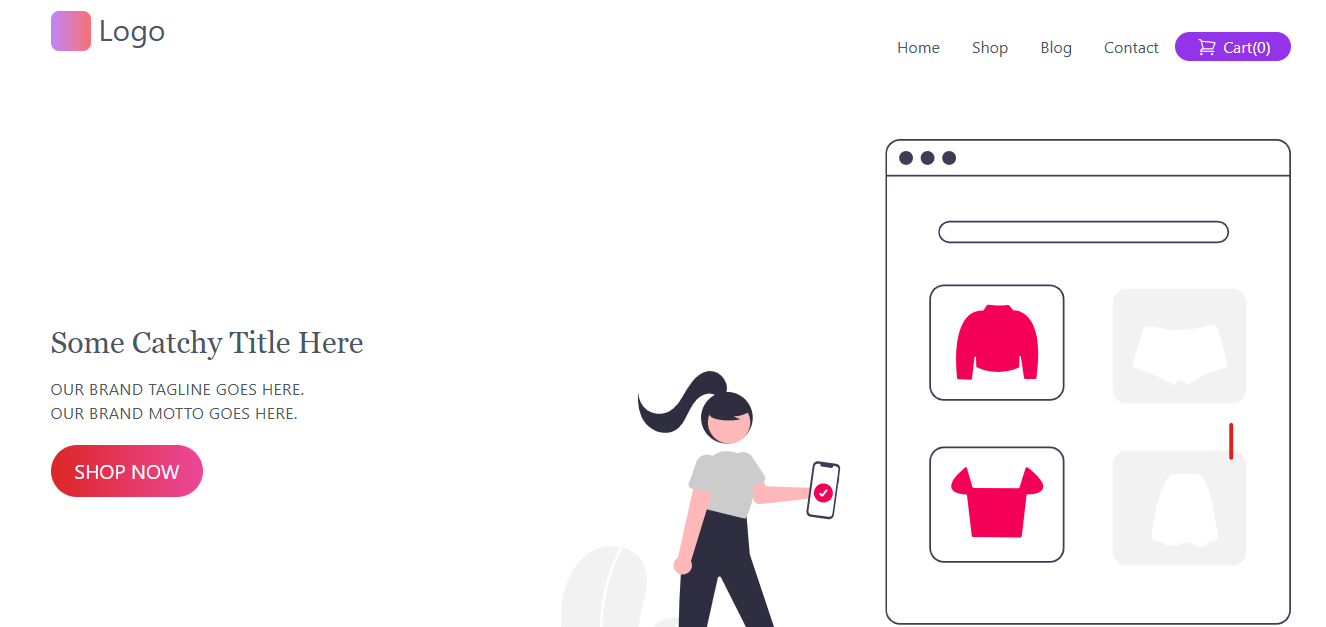 Logo
Home Shop Blog Contact Cart(0)
Some Catchy Title Here
OUR BRAND TAGLINE GOES HERE.
OUR BRAND MOTTO GOES HERE.
SHOP NOW